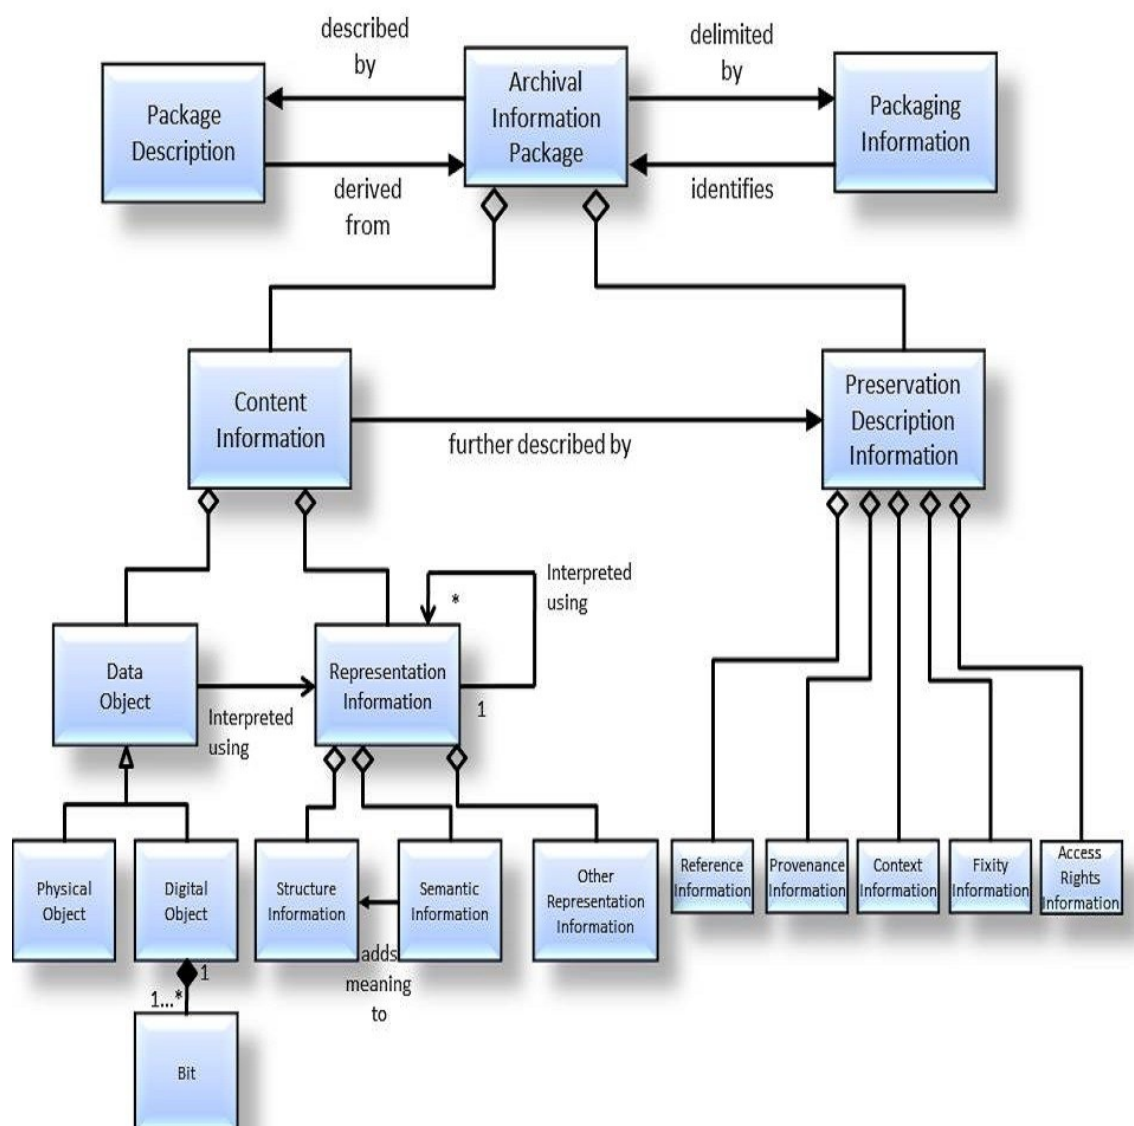 described
by
delimited
by
Package
Description
Archival
Information
Package
Packaging
Information
derived
from
identifies
Content
Information
further described by
Preservation
Description
Information
Interpreted
using
*
Data
Object
Representation
Information
1
Interpreted
using
Physical
Object
Digital
Object
Structure
Information
Semantic
Information
Other
Representation
Information
Reference
Information
Provenance
Information
Context
Information
Fixity
Information
Access
Rights
Information
adds
meaning
to
1
1...*
Bit